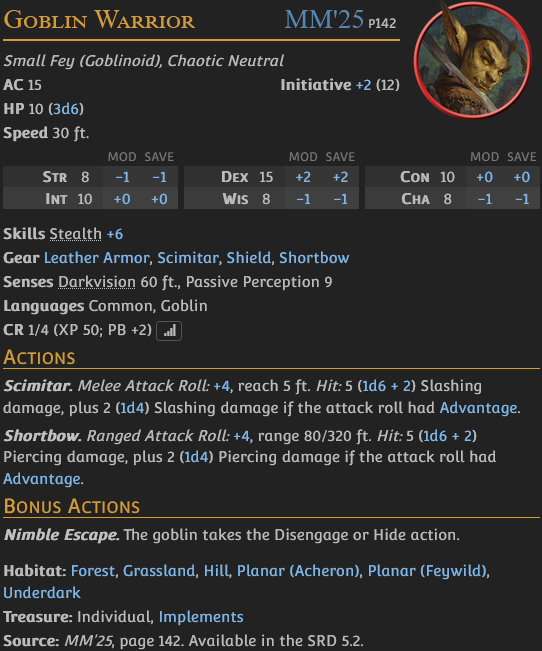 Goblin Warrior MM'25 P142
Small Fey (Goblinoid), Chaotic Neutral
AC 15 Initiative +2 (12)
HP 10 (3d6)
Speed 30 ft.
MOD SAVE MOD SAVE MOD SAVE
Str 8 −1 −1 Dex 15 +2 +2 Con 10 +0 +0
Int 10 +0 +0 Wis 8 −1 −1 Cha 8 −1 −1
Skills Stealth +6
Gear Leather Armor, Scimitar, Shield, Shortbow
Senses Darkvision 60 ft., Passive Perception 9
Languages Common, Goblin
CR 1/4 (XP 50; PB +2)
Actions
Scimitar. Melee Attack Roll: +4, reach 5 ft. Hit: 5 (1d6 + 2) Slashing
damage, plus 2 (1d4) Slashing damage if the attack roll had Advantage.
Shortbow. Ranged Attack Roll: +4, range 80/320 ft. Hit: 5 (1d6 + 2)
Piercing damage, plus 2 (1d4) Piercing damage if the attack roll had
Advantage.
Bonus Actions
Nimble Escape. The goblin takes the Disengage or Hide action.
Habitat: Forest, Grassland, Hill, Planar (Acheron), Planar (Feywild),
Underdark
Treasure: Individual, Implements
Source: MM'25, page 142. Available in the SRD 5.2.